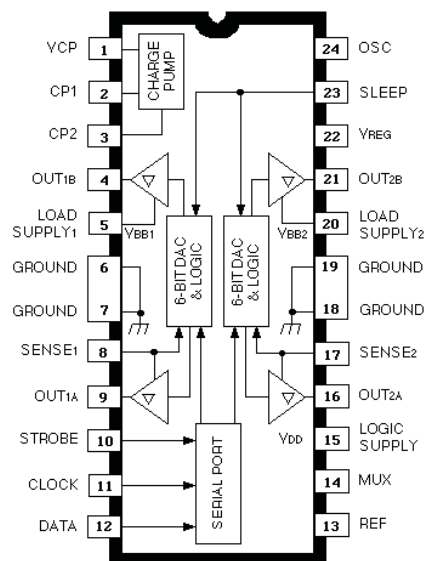 VCP 1
CP1 2
CP2 3
OUT1B 4
LOAD
SUPPLY1 5
GROUND 6
GROUND 7
SENSE1 8
OUT1A 9
STROBE 10
CLOCK 11
DATA 12
CHARGE
PUMP
VBB1
6-BIT DAC
& LOGIC
6-BIT DAC
& LOGIC
VBB2
SERIAL PORT
VDD
24 OSC
23 SLEEP
22 VREG
21 OUT2B
20 LOAD
SUPPLY2
19 GROUND
18 GROUND
17 SENSE2
16 OUT2A
15 LOGIC
SUPPLY
14 MUX
13 REF